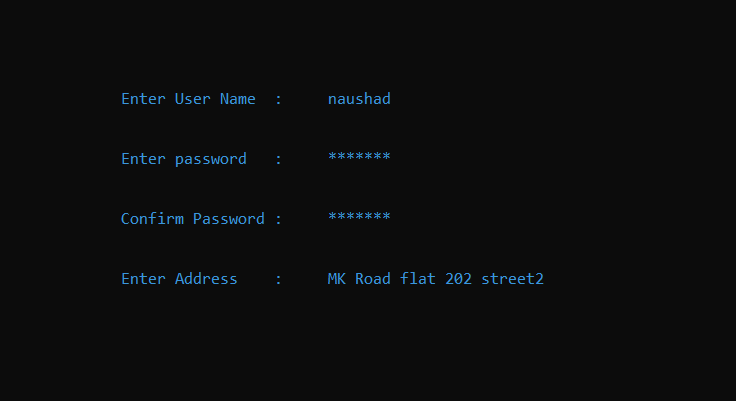 Enter User Name  :     naushad
Enter password   :     *******
Confirm Password :     *******
Enter Address    :     MK Road flat 202 street2